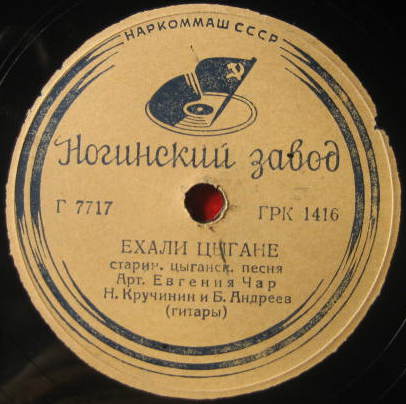 НАРКОММАШ СССР
Ногинский завод
Г 7717 ГРК 1416
ЕХАЛИ ЦЫГАНЕ
старин. цыганск. песня
Арт. Евгения Чар
Н. Кручинин и Б. Андреев
(гитары)